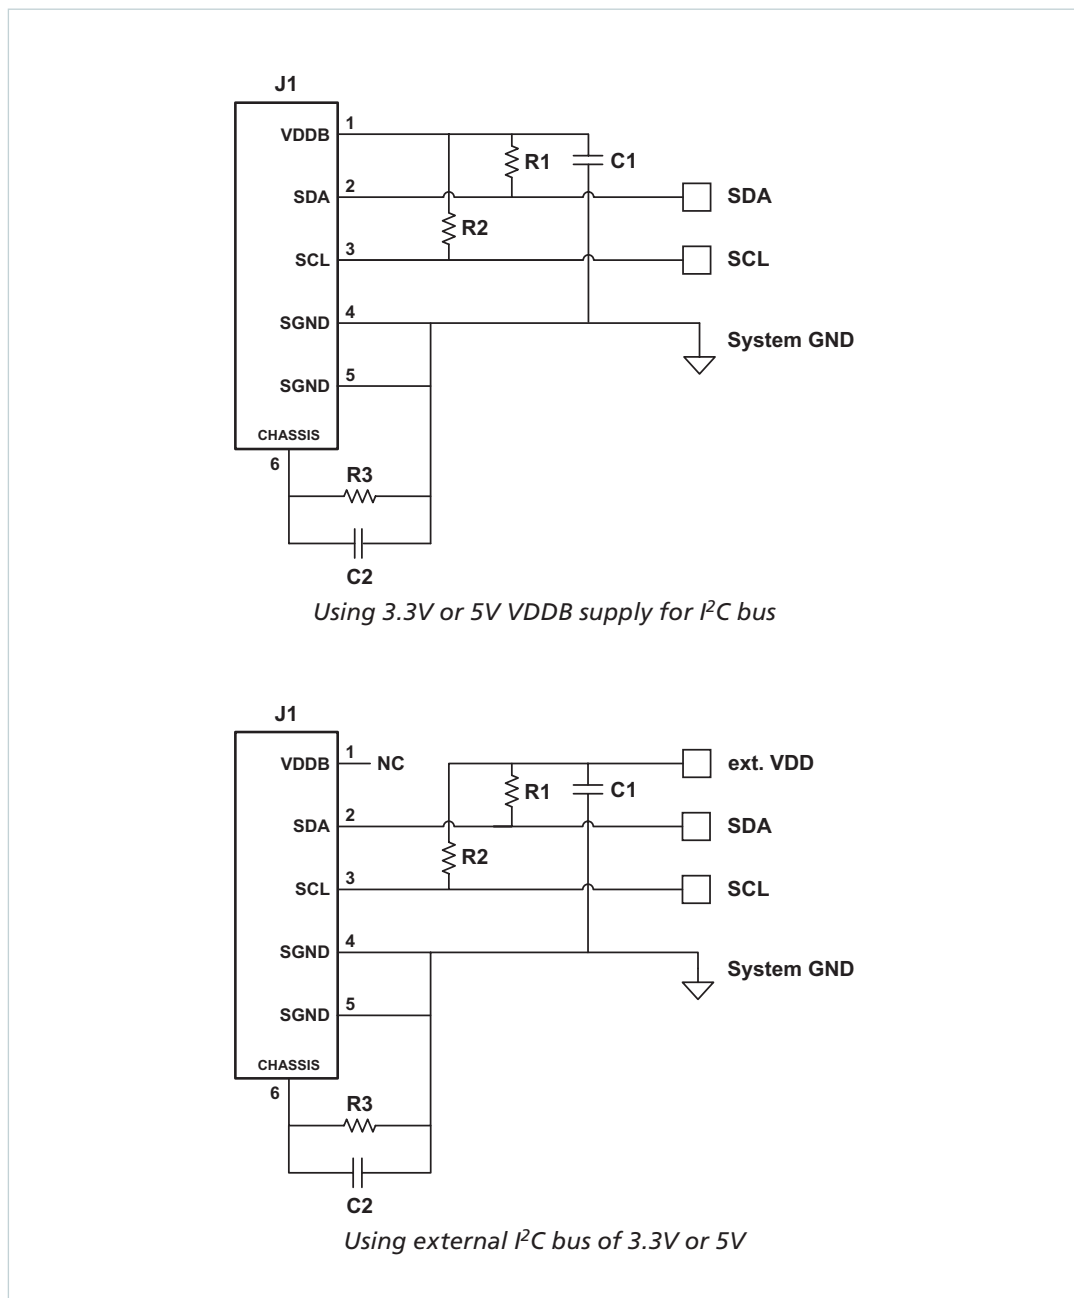 J1
VDDB 1
R1 C1
SDA 2 SDA
R2
SCL 3 SCL
SGND 4
System GND
SGND 5
CHASSIS
6
R3
C2
Using 3.3V or 5V VDDB supply for I²C bus
J1
VDDB 1 NC ext. VDD
R1 C1
SDA 2 SDA
R2
SCL 3 SCL
SGND 4
System GND
SGND 5
CHASSIS
6
R3
C2
Using external I²C bus of 3.3V or 5V